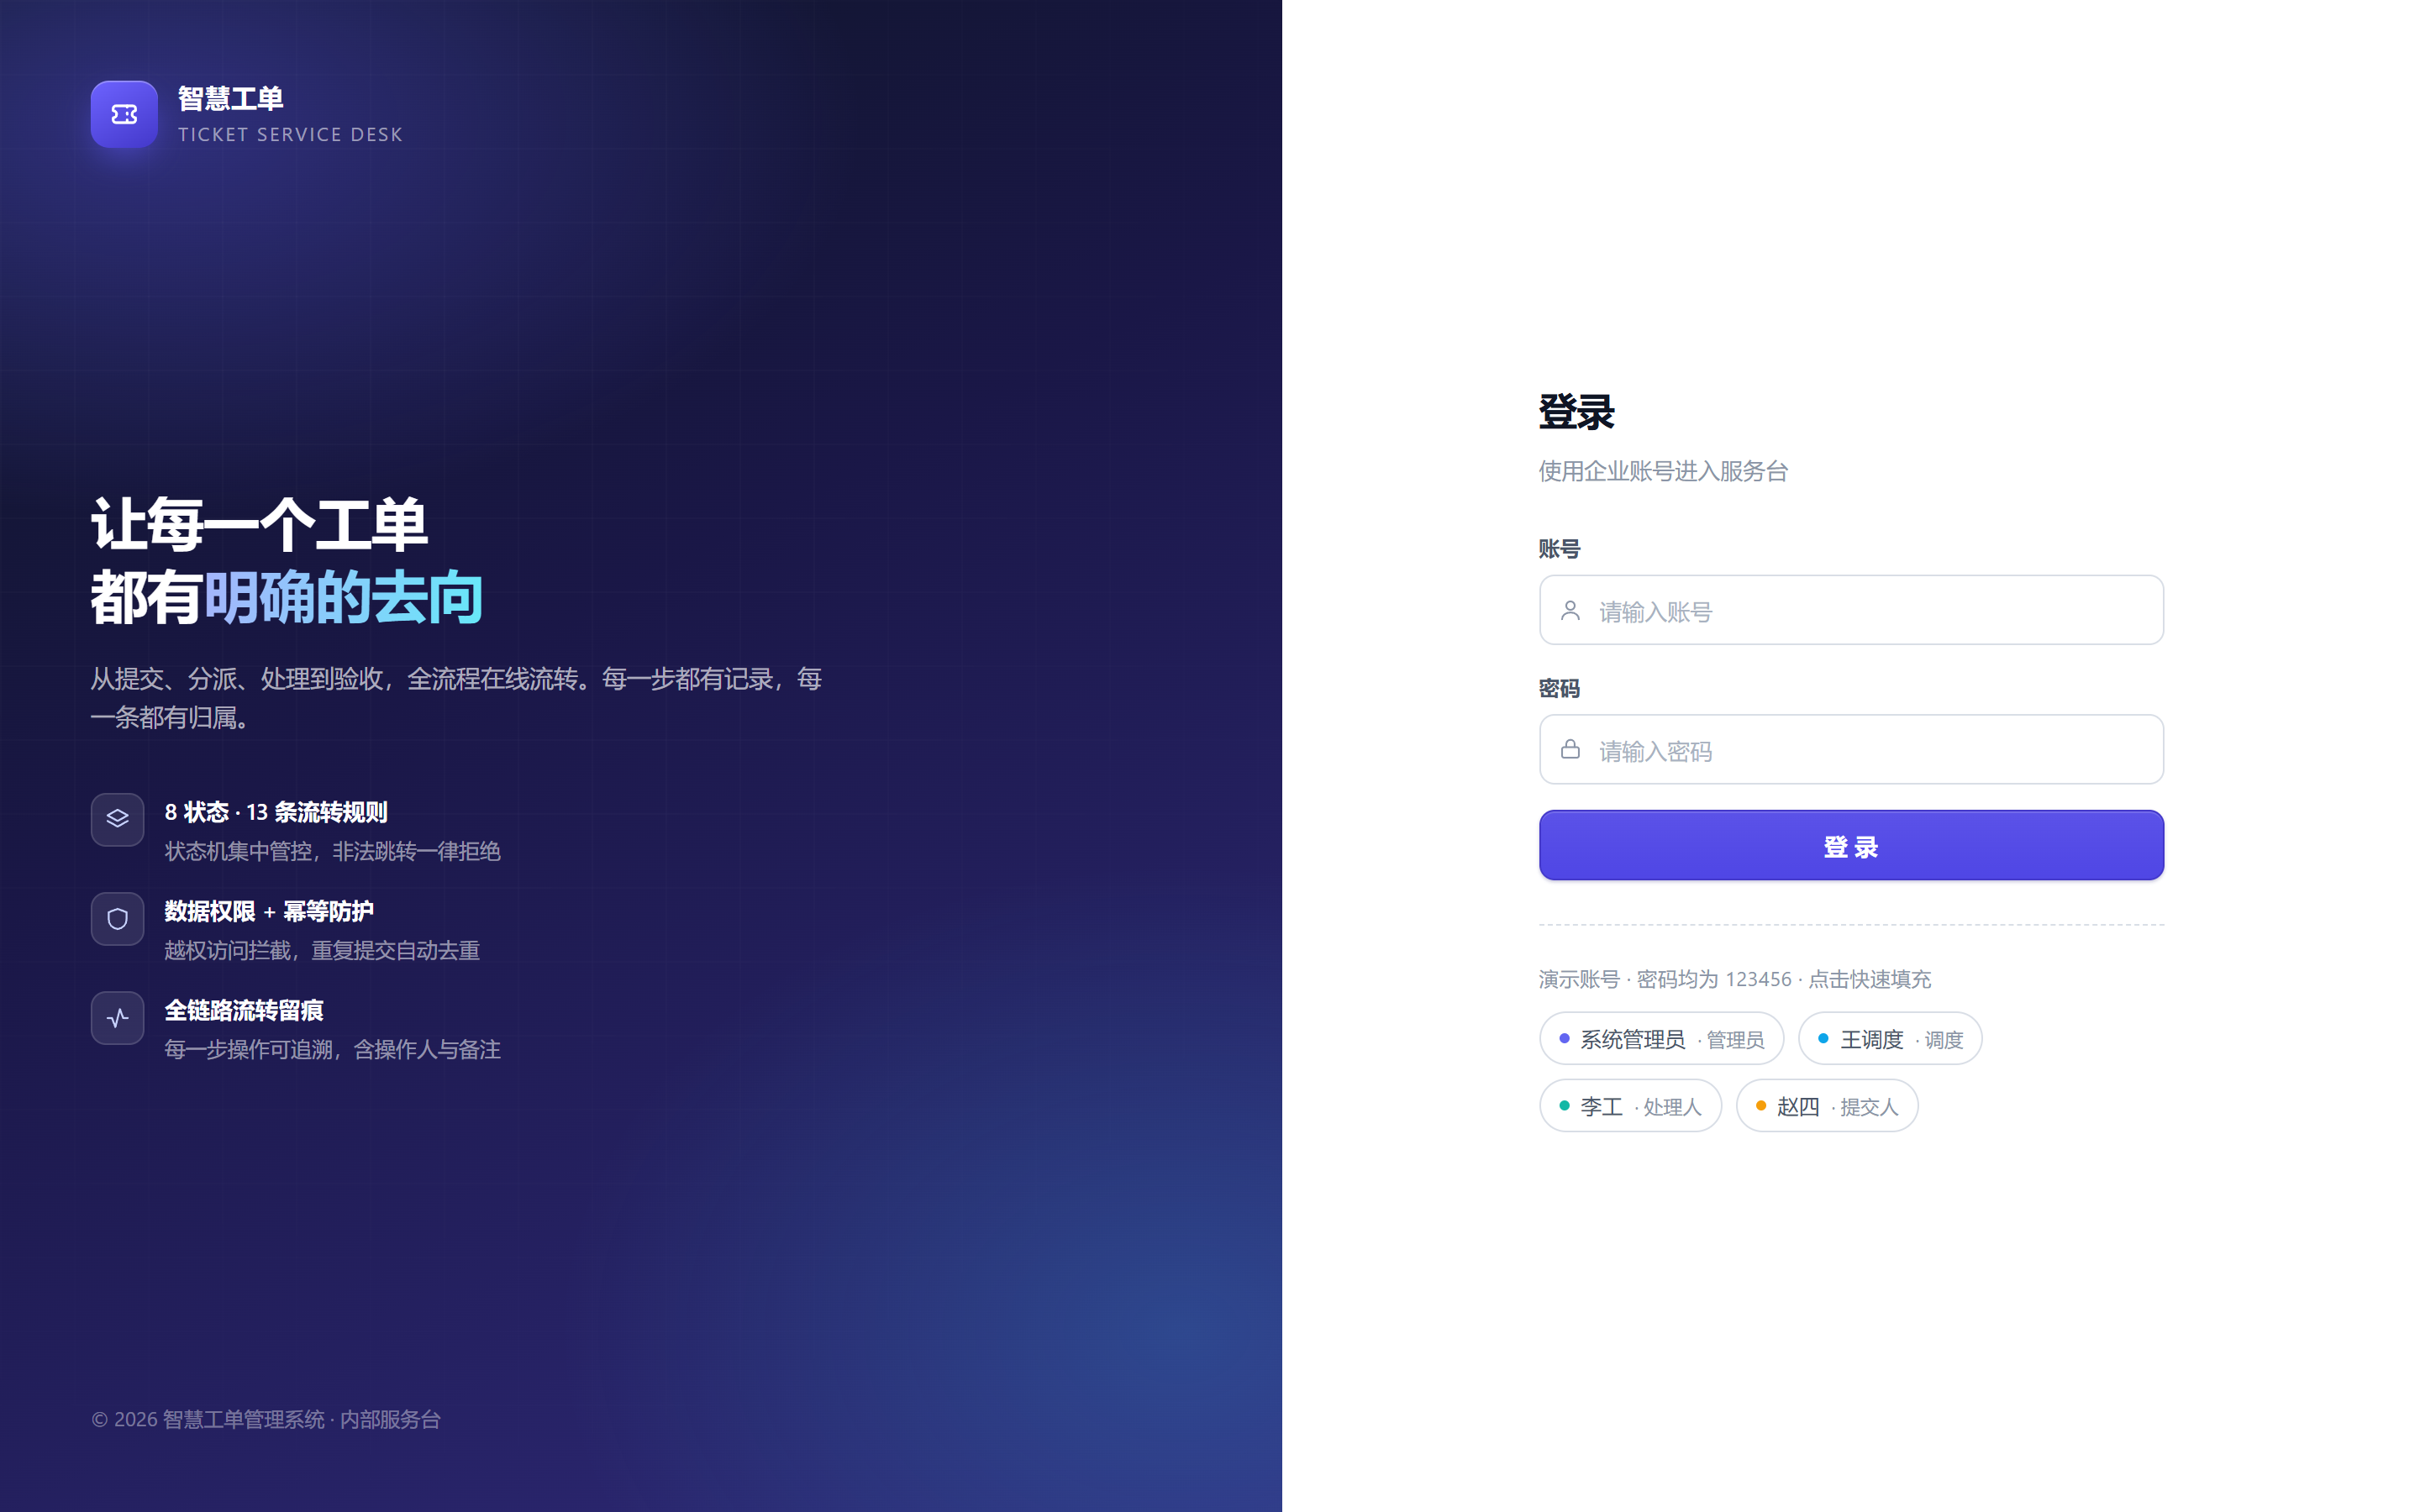 智慧工单
TICKET SERVICE DESK
让每一个工单
都有明确的去向
从提交、分派、处理到验收，全流程在线流转。每一步都有记录，每
一条都有归属。
8 状态 · 13 条流转规则
状态机集中管控，非法跳转一律拒绝
数据权限 + 幂等防护
越权访问拦截，重复提交自动去重
全链路流转留痕
每一步操作可追溯，含操作人与备注
© 2026 智慧工单管理系统 · 内部服务台
登录
使用企业账号进入服务台
账号
请输入账号
密码
请输入密码
登 录
演示账号 · 密码均为 123456 · 点击快速填充
系统管理员 · 管理员
王调度 · 调度
李工 · 处理人
赵四 · 提交人